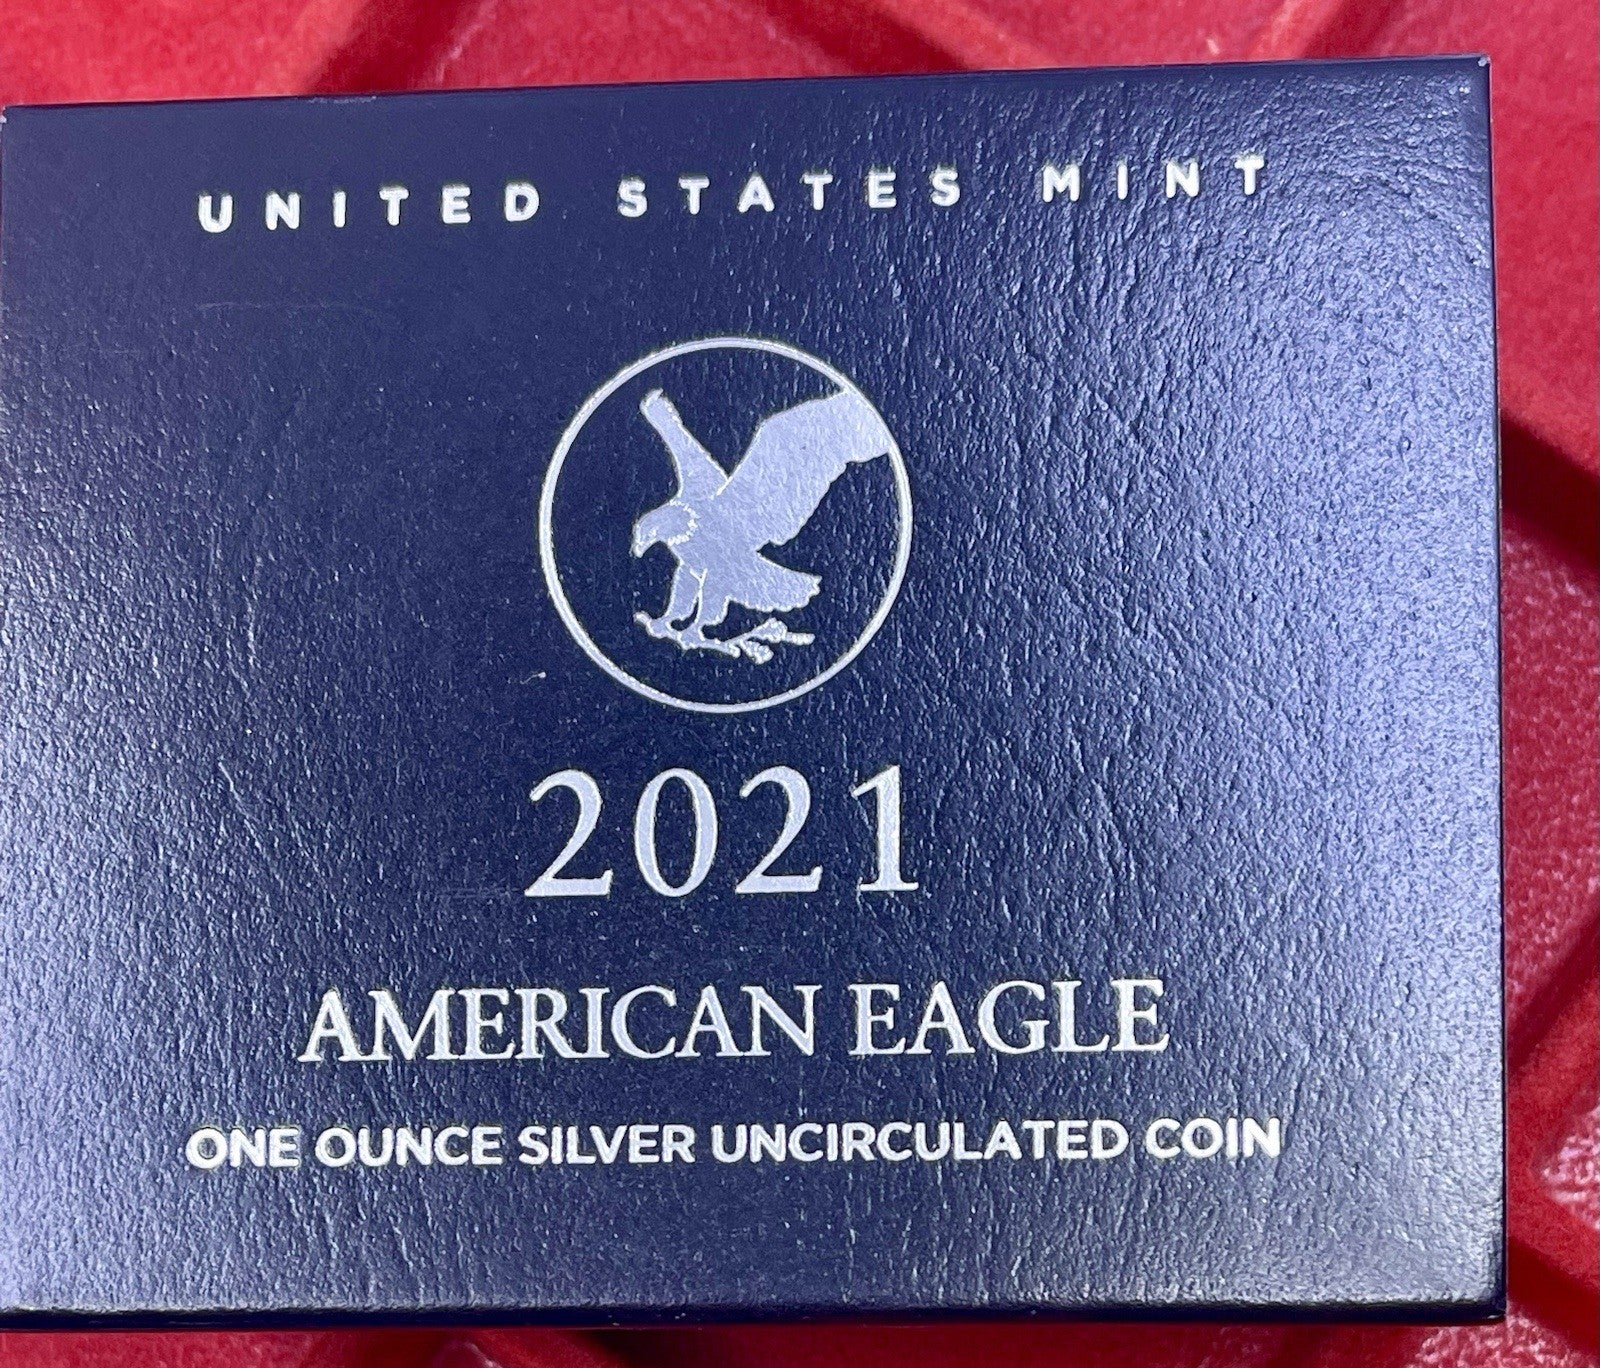 UNITED STATES MINT
2021
AMERICAN EAGLE
ONE OUNCE SILVER UNCIRCULATED COIN